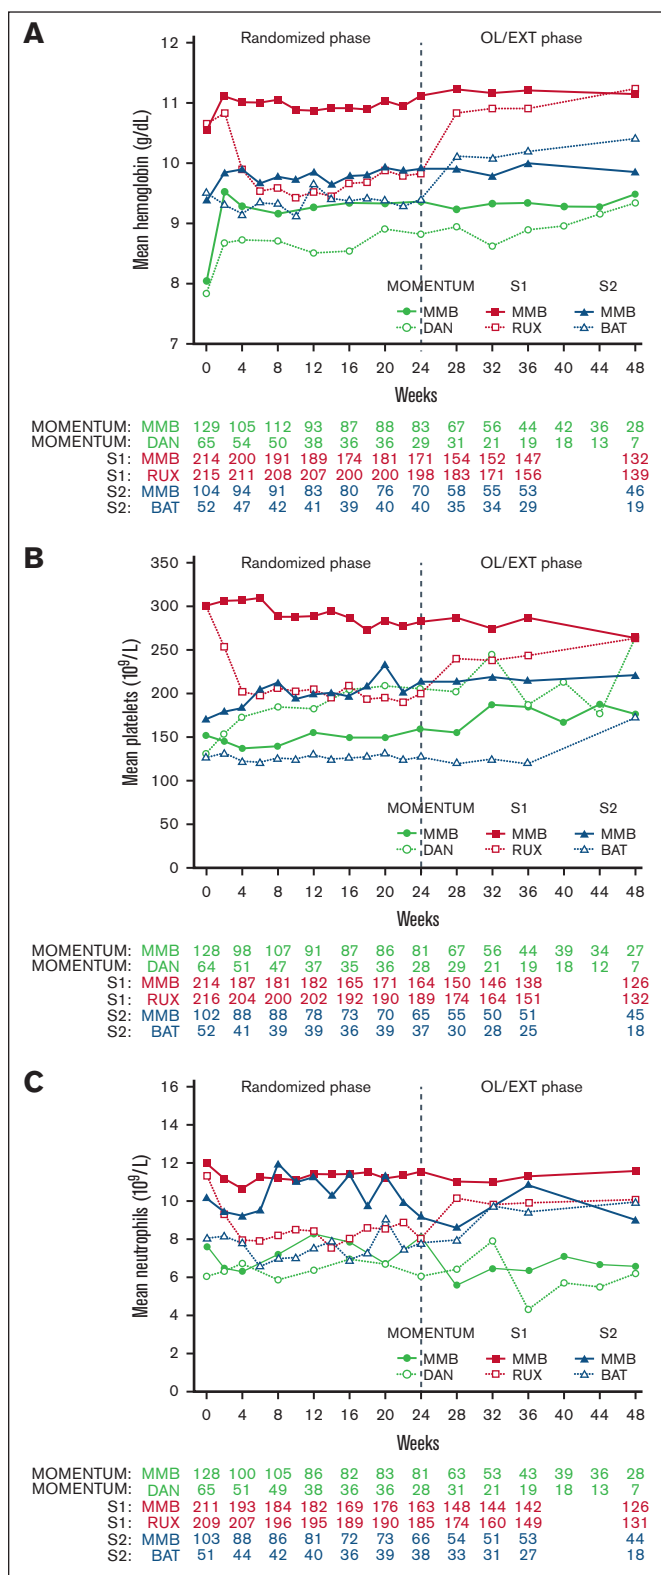 A
Randomized phase OL/EXT phase
Mean hemoglobin (g/dL)
12
11
10
9
8
7
MOMENTUM S1 S2
MMB MMB MMB
DAN RUX BAT
0 4 8 12 16 20 24 28 32 36 40 44 48
Weeks
MOMENTUM: MMB 129 105 112 93 87 88 83 67 56 44 42 36 28
MOMENTUM: DAN 65 54 50 38 36 36 29 31 21 19 18 13 7
S1: MMB 214 200 191 189 174 181 171 154 152 147 132
S1: RUX 215 211 208 207 200 200 198 183 171 156 139
S2: MMB 104 94 91 83 80 76 70 58 55 53 46
S2: BAT 52 47 42 41 39 40 40 35 34 29 19
B
Randomized phase OL/EXT phase
Mean platelets (10⁹/L)
350
300
250
200
150
100
50
0
MOMENTUM S1 S2
MMB MMB MMB
DAN RUX BAT
0 4 8 12 16 20 24 28 32 36 40 44 48
Weeks
MOMENTUM: MMB 128 98 107 91 87 86 81 67 56 44 39 34 27
MOMENTUM: DAN 64 51 47 37 35 36 28 29 21 19 18 12 7
S1: MMB 214 187 181 182 165 171 164 150 146 138 126
S1: RUX 216 204 200 202 192 190 189 174 164 151 132
S2: MMB 102 88 88 78 73 70 65 55 50 51 45
S2: BAT 52 41 39 39 36 39 37 30 28 25 18
C
Randomized phase OL/EXT phase
Mean neutrophils (10⁹/L)
16
14
12
10
8
6
4
2
0
MOMENTUM S1 S2
MMB MMB MMB
DAN RUX BAT
0 4 8 12 16 20 24 28 32 36 40 44 48
Weeks
MOMENTUM: MMB 128 100 105 86 82 83 81 63 53 43 39 36 28
MOMENTUM: DAN 65 51 49 38 36 36 28 31 21 19 18 13 7
S1: MMB 211 193 184 182 169 176 163 148 144 142 126
S1: RUX 209 207 196 195 189 190 185 174 160 149 131
S2: MMB 103 88 86 81 72 73 66 54 51 53 44
S2: BAT 51 44 42 40 36 39 38 33 31 27 18